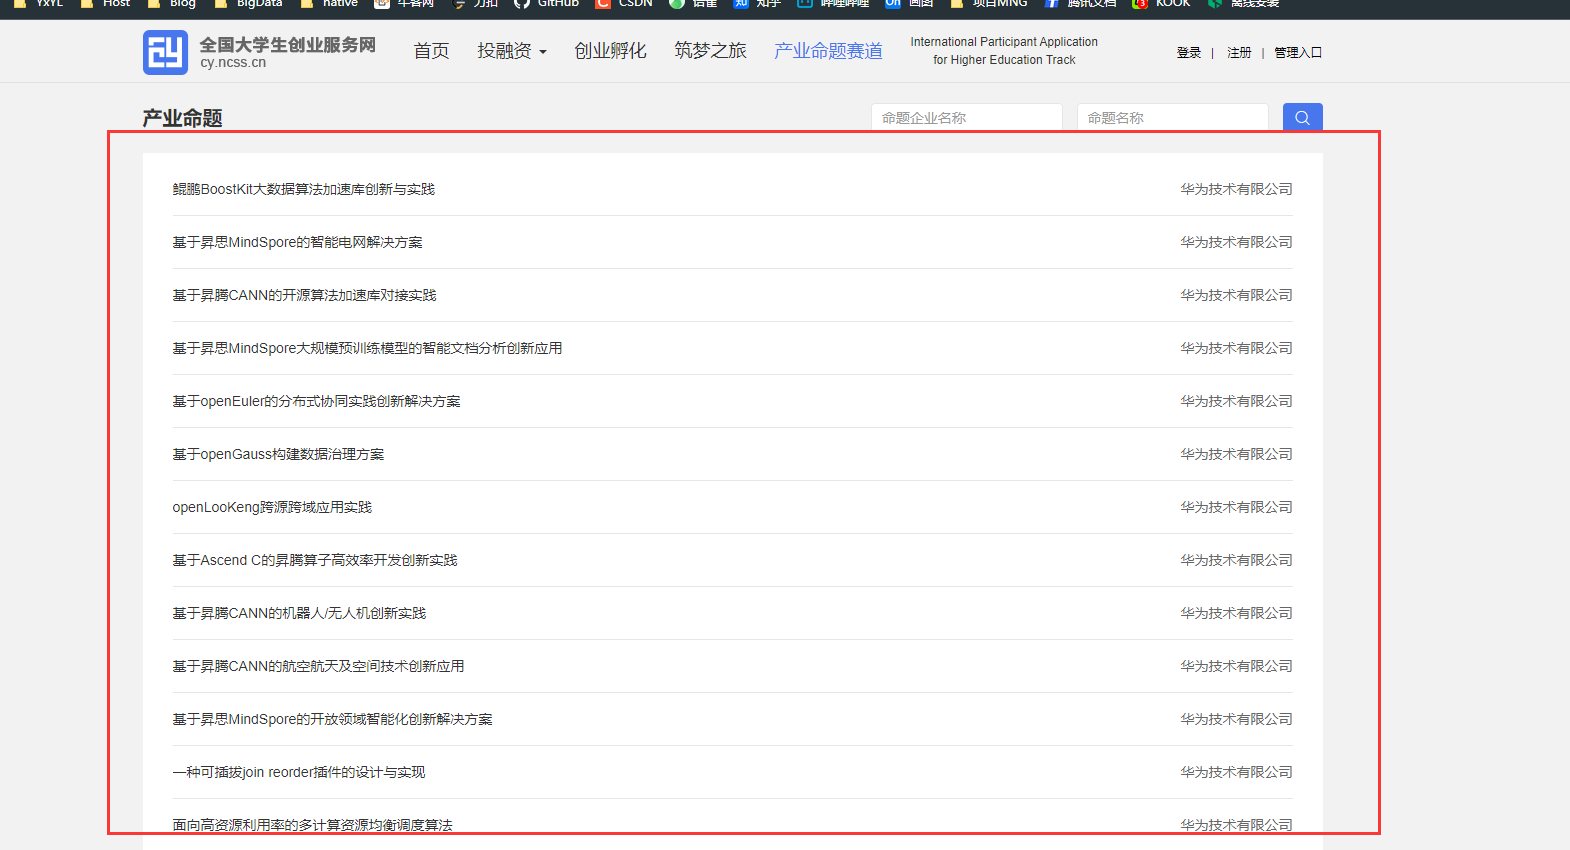 YxYL Host Blog BigData native 牛客网 力扣 GitHub CSDN 语雀 知乎 哔哩哔哩 On 画图 项目MNG 腾讯文档 KOOK 离线安装
全国大学生创业服务网
cy.ncss.cn
首页 投融资 创业孵化 筑梦之旅 产业命题赛道
International Participant Application
for Higher Education Track
登录 | 注册 | 管理入口
产业命题
命题企业名称 命题名称
鲲鹏BoostKit大数据算法加速库创新与实践 华为技术有限公司
基于昇思MindSpore的智能电网解决方案 华为技术有限公司
基于昇腾CANN的开源算法加速库对接实践 华为技术有限公司
基于昇思MindSpore大规模预训练模型的智能文档分析创新应用 华为技术有限公司
基于openEuler的分布式协同实践创新解决方案 华为技术有限公司
基于openGauss构建数据治理方案 华为技术有限公司
openLooKeng跨源跨域应用实践 华为技术有限公司
基于Ascend C的昇腾算子高效率开发创新实践 华为技术有限公司
基于昇腾CANN的机器人/无人机创新实践 华为技术有限公司
基于昇腾CANN的航空航天及空间技术创新应用 华为技术有限公司
基于昇思MindSpore的开放领域智能化创新解决方案 华为技术有限公司
一种可插拔join reorder插件的设计与实现 华为技术有限公司
面向高资源利用率的多计算资源均衡调度算法 华为技术有限公司